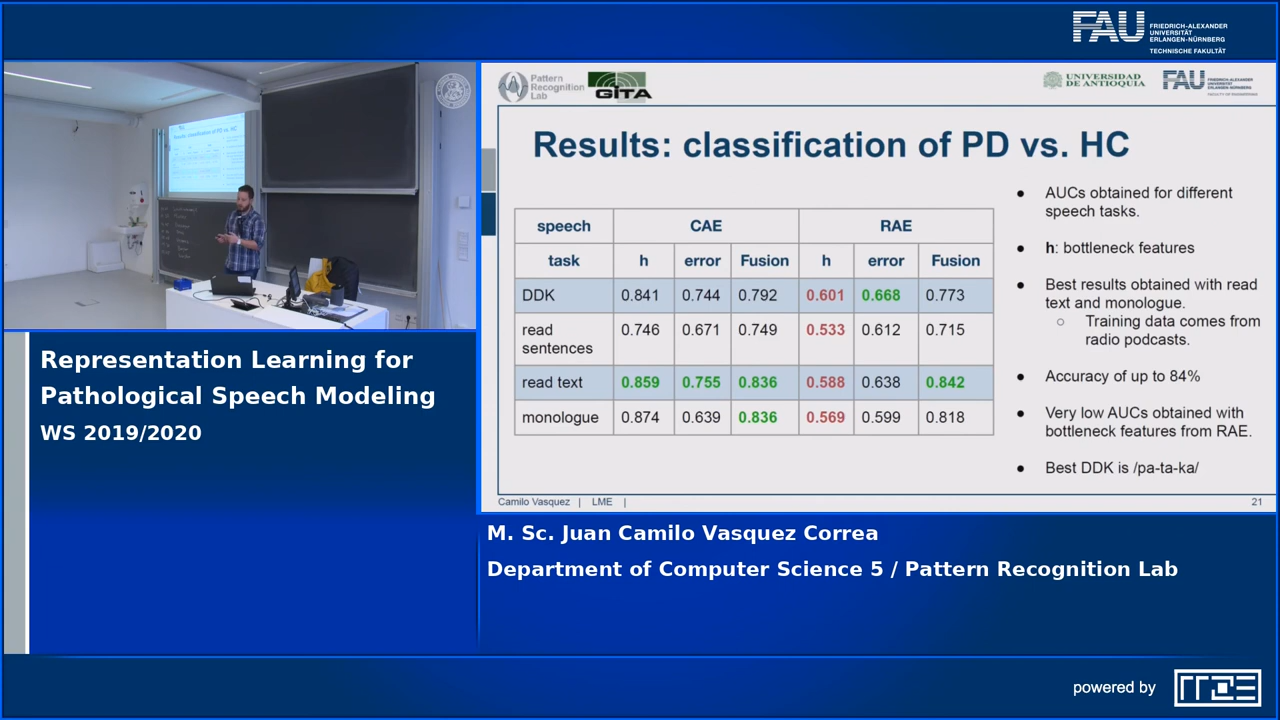 FAU
FRIEDRICH-ALEXANDER
UNIVERSITÄT
ERLANGEN-NÜRNBERG
TECHNISCHE FAKULTÄT
Pattern
Recognition
Lab
GITA
UNIVERSIDAD
DE ANTIOQUIA
FAU
Results: classification of PD vs. HC
speech CAE RAE
task h error Fusion h error Fusion
DDK 0.841 0.744 0.792 0.601 0.668 0.773
read
sentences 0.746 0.671 0.749 0.533 0.612 0.715
read text 0.859 0.755 0.836 0.588 0.638 0.842
monologue 0.874 0.639 0.836 0.569 0.599 0.818
● AUCs obtained for different
speech tasks.
● h: bottleneck features
● Best results obtained with read
text and monologue.
○ Training data comes from
radio podcasts.
● Accuracy of up to 84%
● Very low AUCs obtained with
bottleneck features from RAE.
● Best DDK is /pa-ta-ka/
Camilo Vasquez | LME |
21
Representation Learning for
Pathological Speech Modeling
WS 2019/2020
M. Sc. Juan Camilo Vasquez Correa
Department of Computer Science 5 / Pattern Recognition Lab
powered by